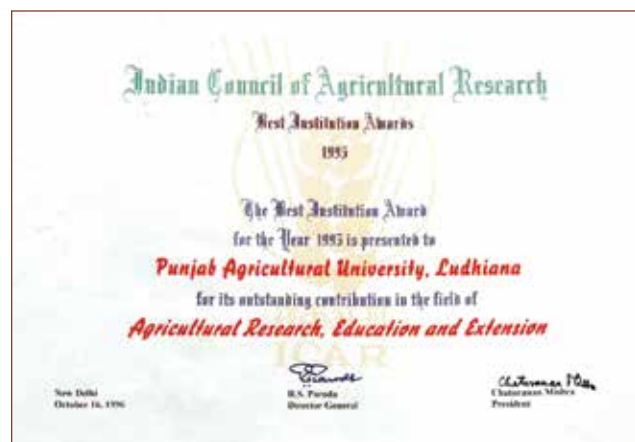 Indian Council of Agricultural Research
Best Institution Awards
1995
The Best Institution Award
for the Year 1995 is presented to
Punjab Agricultural University, Ludhiana
for its outstanding contribution in the field of
Agricultural Research, Education and Extension
ICAR
New Delhi
October 16, 1996
R.S. Paroda
Director General
Chaturanan Mishra
Chaturanan Mishra
President